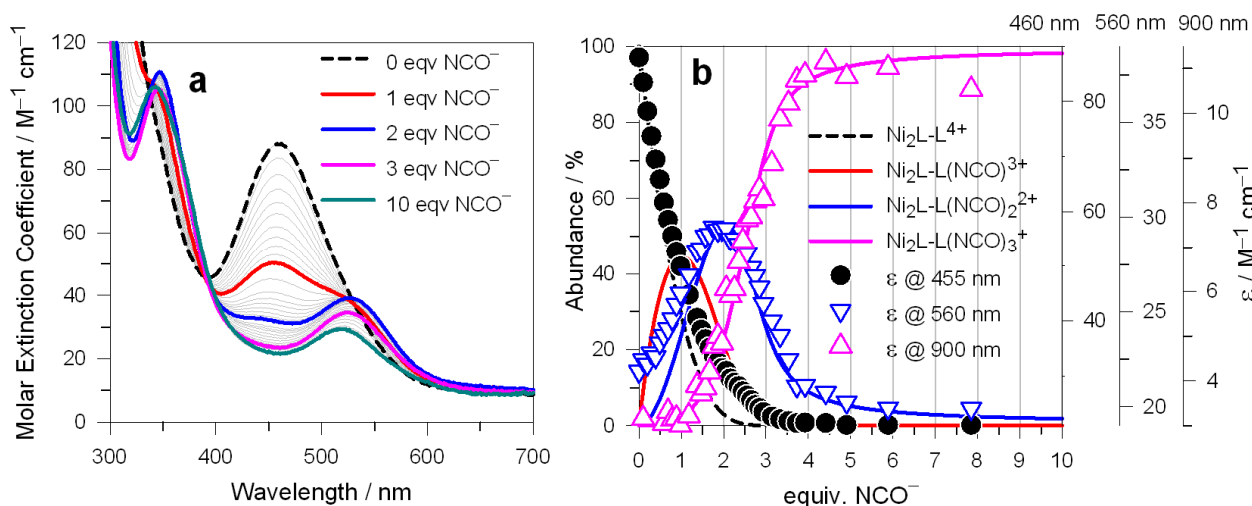 a
0 eqv NCO⁻
1 eqv NCO⁻
2 eqv NCO⁻
3 eqv NCO⁻
10 eqv NCO⁻
Molar Extinction Coefficient / M⁻¹ cm⁻¹
120
100
80
60
40
20
0
300 400 500 600 700
Wavelength / nm
b
460 nm 560 nm 900 nm
Ni₂L-L⁴⁺
Ni₂L-L(NCO)³⁺
Ni₂L-L(NCO)₂²⁺
Ni₂L-L(NCO)₃⁺
ε @ 455 nm
ε @ 560 nm
ε @ 900 nm
Abundance / %
100
80
60
40
20
0
0 1 2 3 4 5 6 7 8 9 10
equiv. NCO⁻
80
60
40
35
30
25
20
10
8
6
4
ε / M⁻¹ cm⁻¹